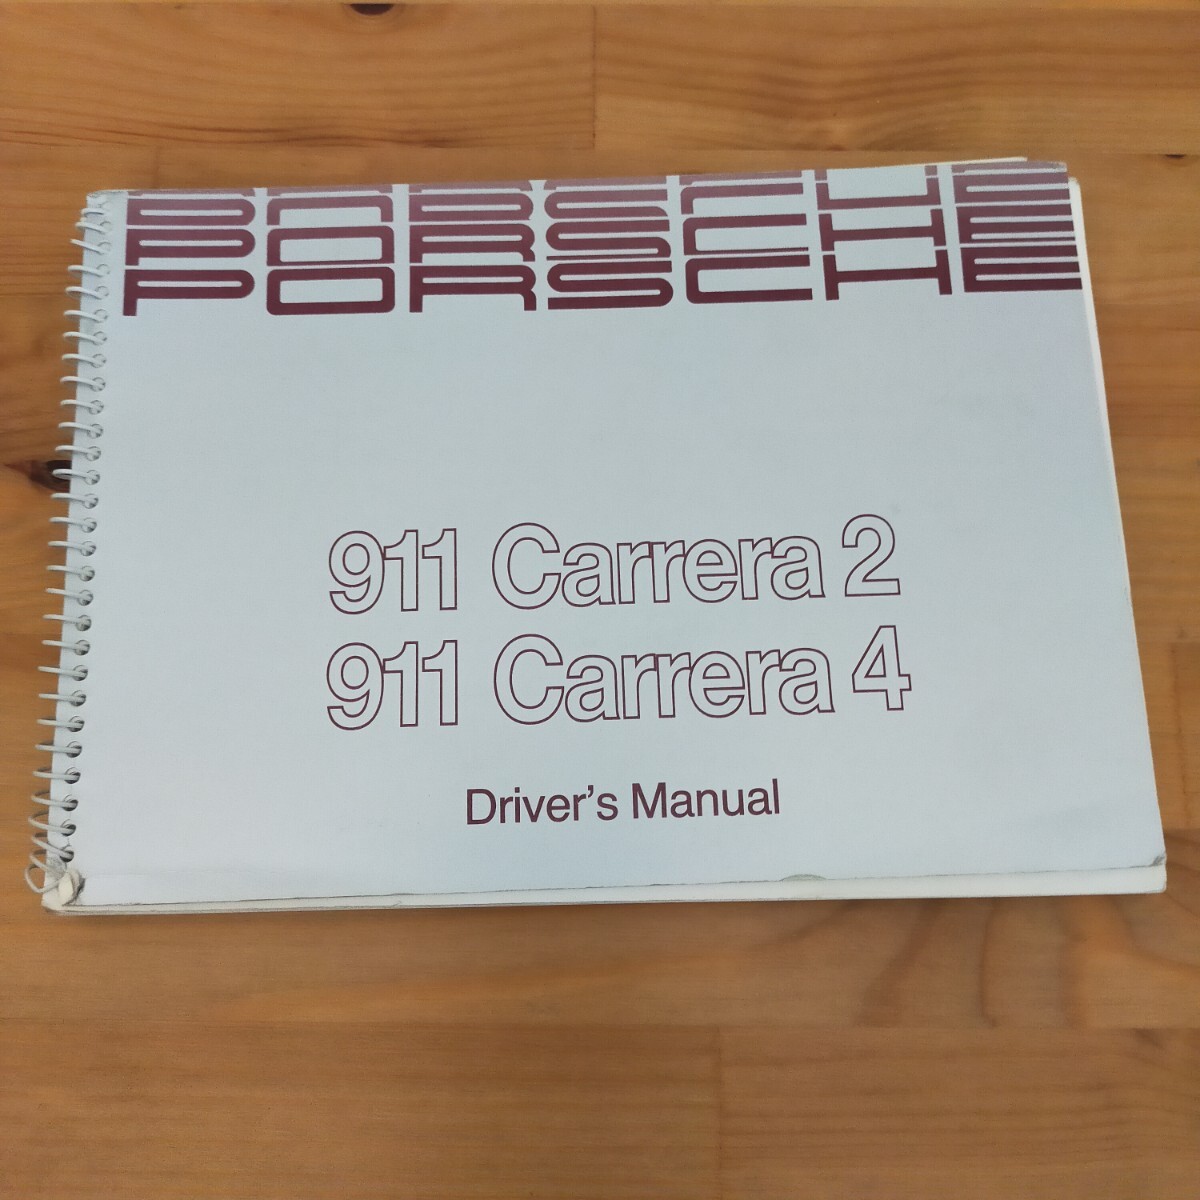 PORSCHE
PORSCHE
PORSCHE
911 Carrera 2
911 Carrera 4
Driver's Manual